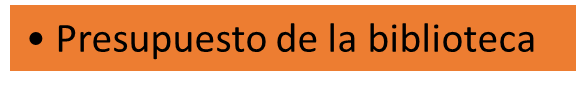 • Presupuesto de la biblioteca